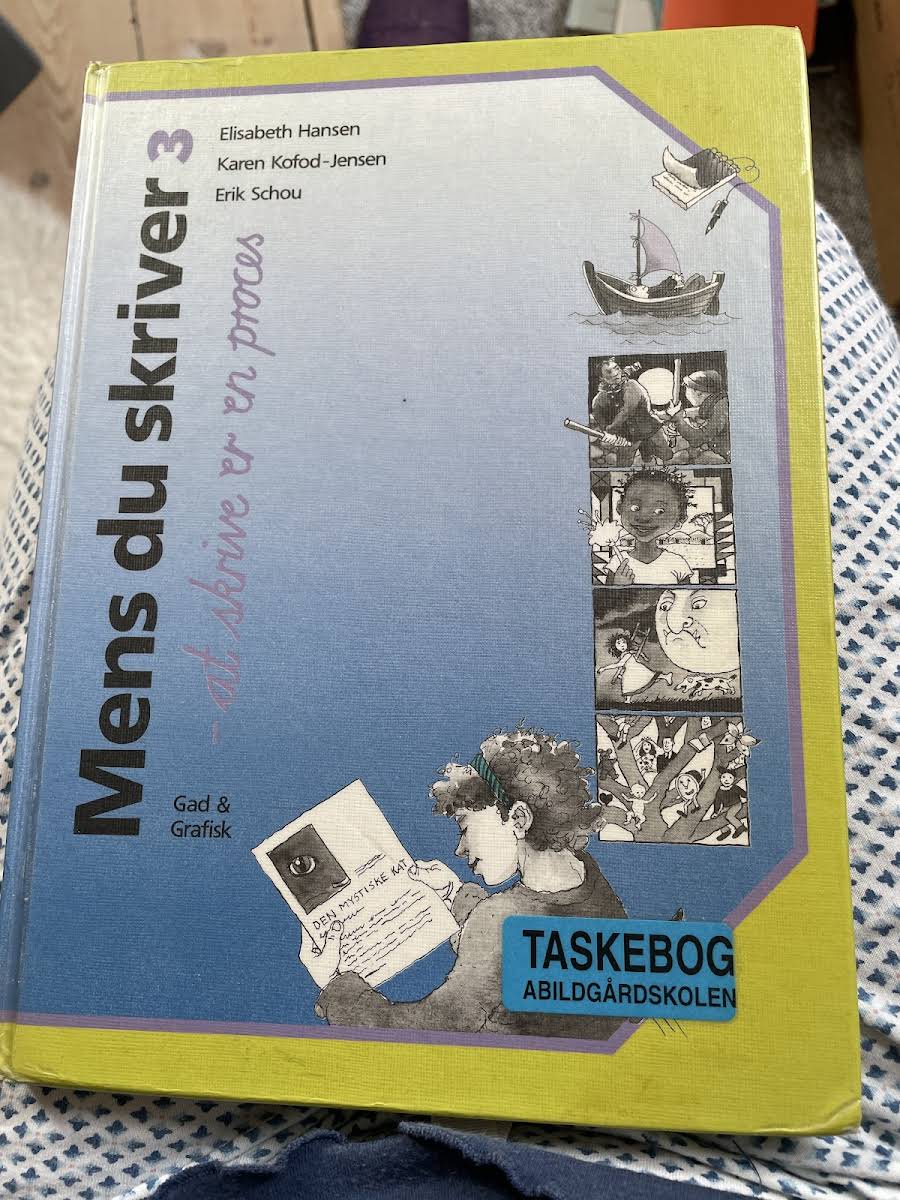 Elisabeth Hansen
Karen Kofod-Jensen
Erik Schou
Mens du skriver 3
- at skrive er en proces
Gad &
Grafisk
DEN MYSTISKE KAT
TASKEBOG
ABILDGÅRDSKOLEN